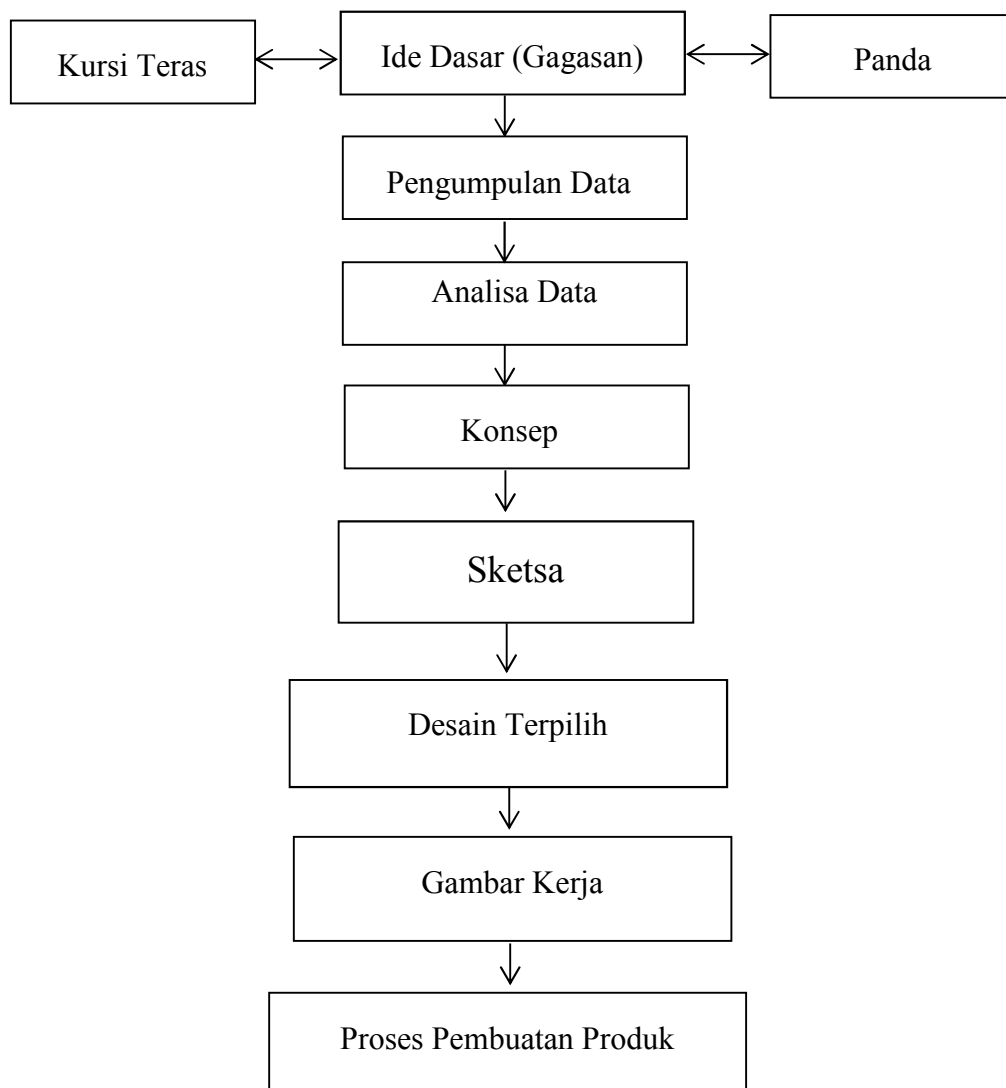 Kursi Teras
Ide Dasar (Gagasan)
Panda
Pengumpulan Data
Analisa Data
Konsep
Sketsa
Desain Terpilih
Gambar Kerja
Proses Pembuatan Produk